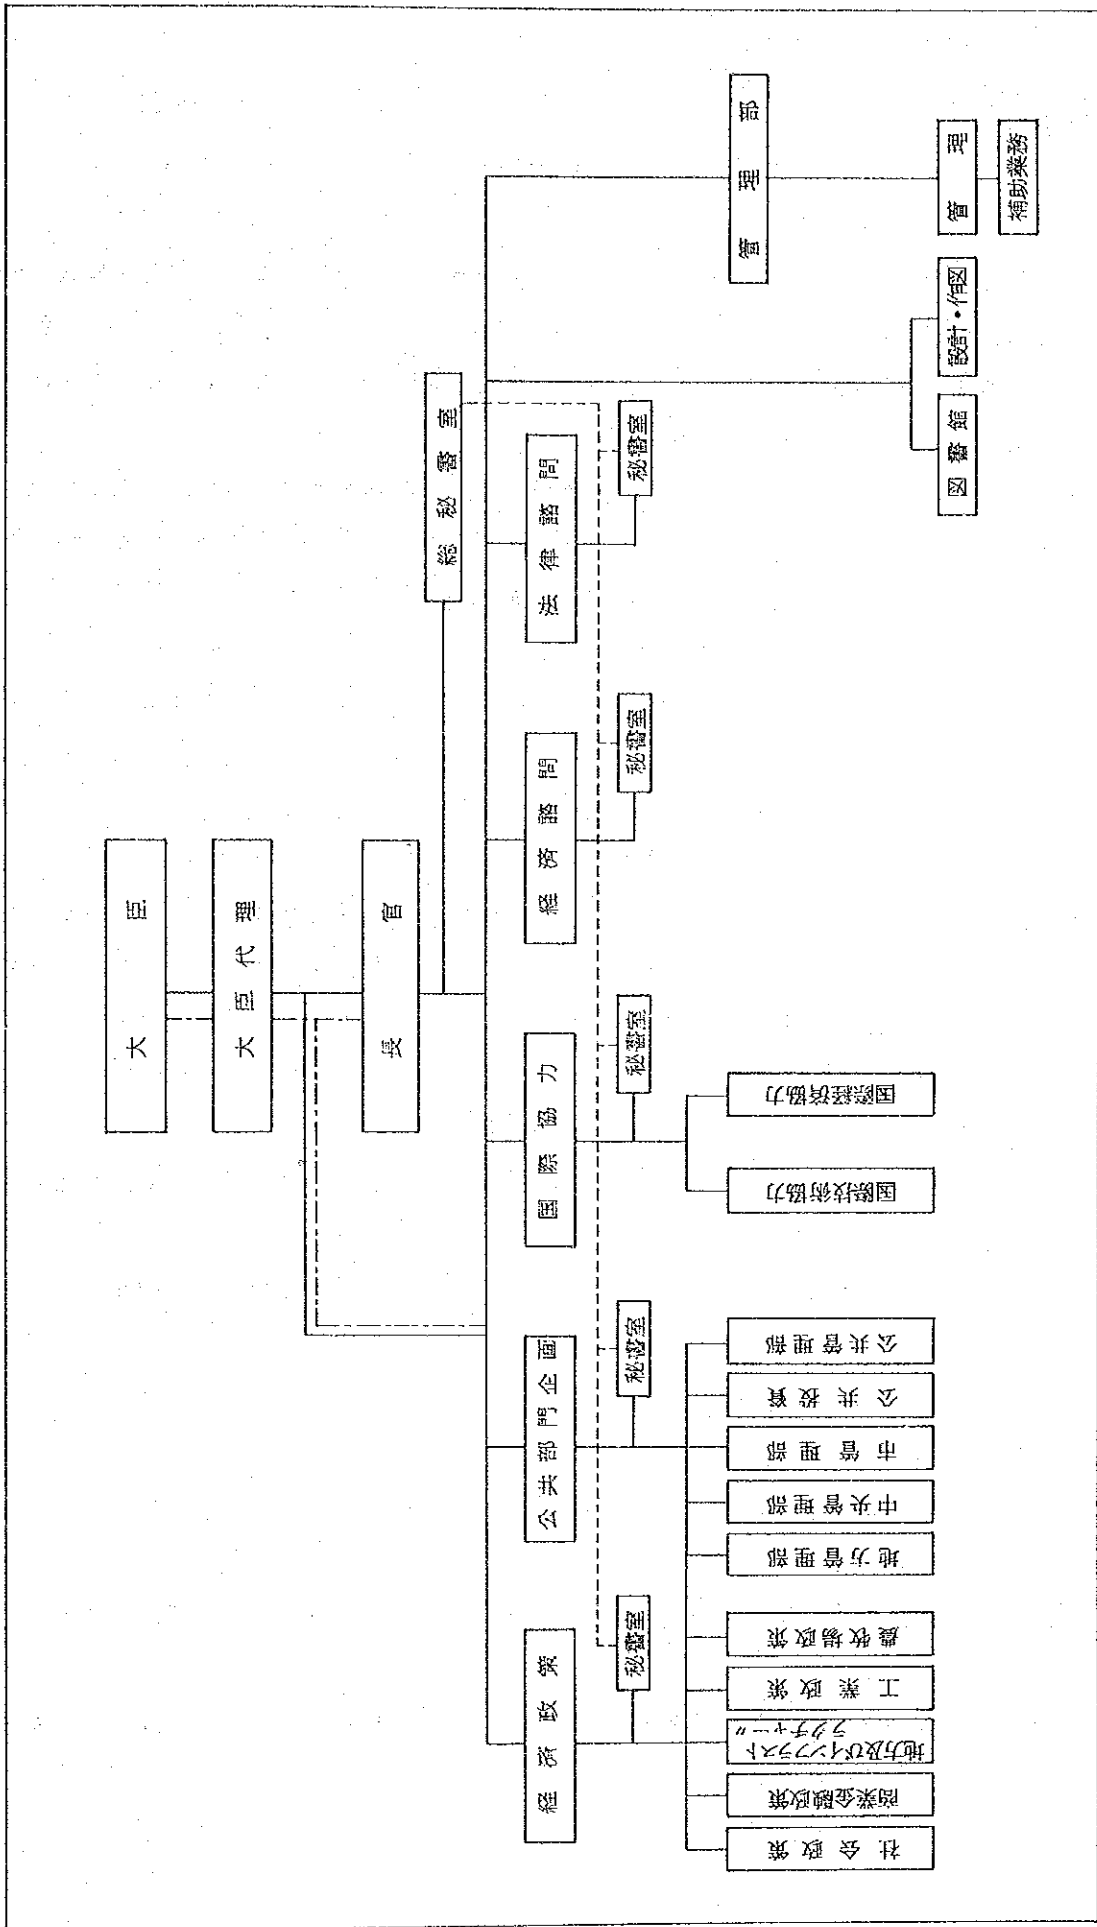 大臣
大臣代理
長官
総秘書室
経済政策
公共部門企画
国際協力
経済諮問
法律諮問
管理部
秘書室
秘書室
秘書室
秘書室
秘書室
社会政策
商業金融政策
地方及びインフラスト
ラクチャー〃
工業政策
農牧場政策
地方管理部
中央管理部
市管理部
公共投資
公共管理部
国際技術協力
国際経済協力
図書館
設計・作図
管理
補助業務